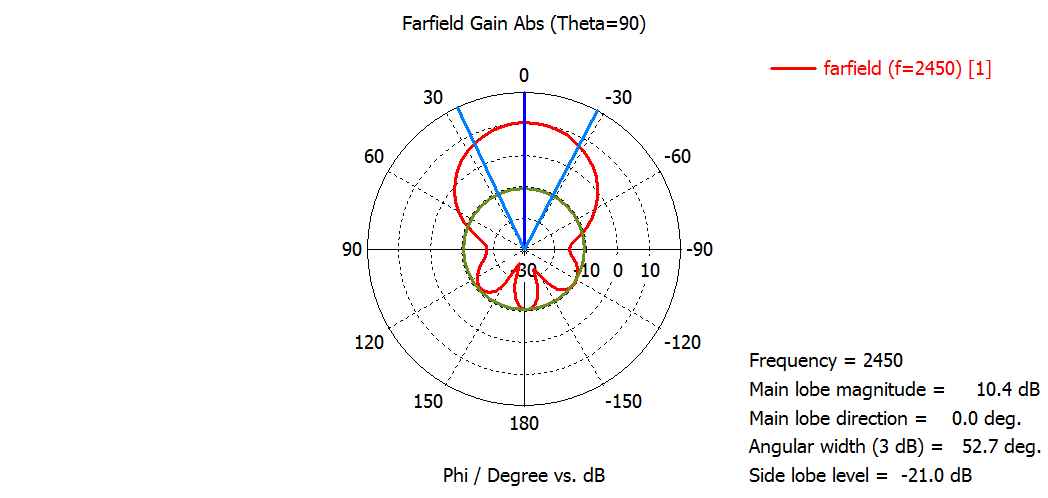 Farfield Gain Abs (Theta=90)
farfield (f=2450) [1]
0
30
-30
60
-60
90
-90
-30
-10
0
10
120
-120
150
-150
180
Frequency = 2450
Main lobe magnitude = 10.4 dB
Main lobe direction = 0.0 deg.
Angular width (3 dB) = 52.7 deg.
Side lobe level = -21.0 dB
Phi / Degree vs. dB